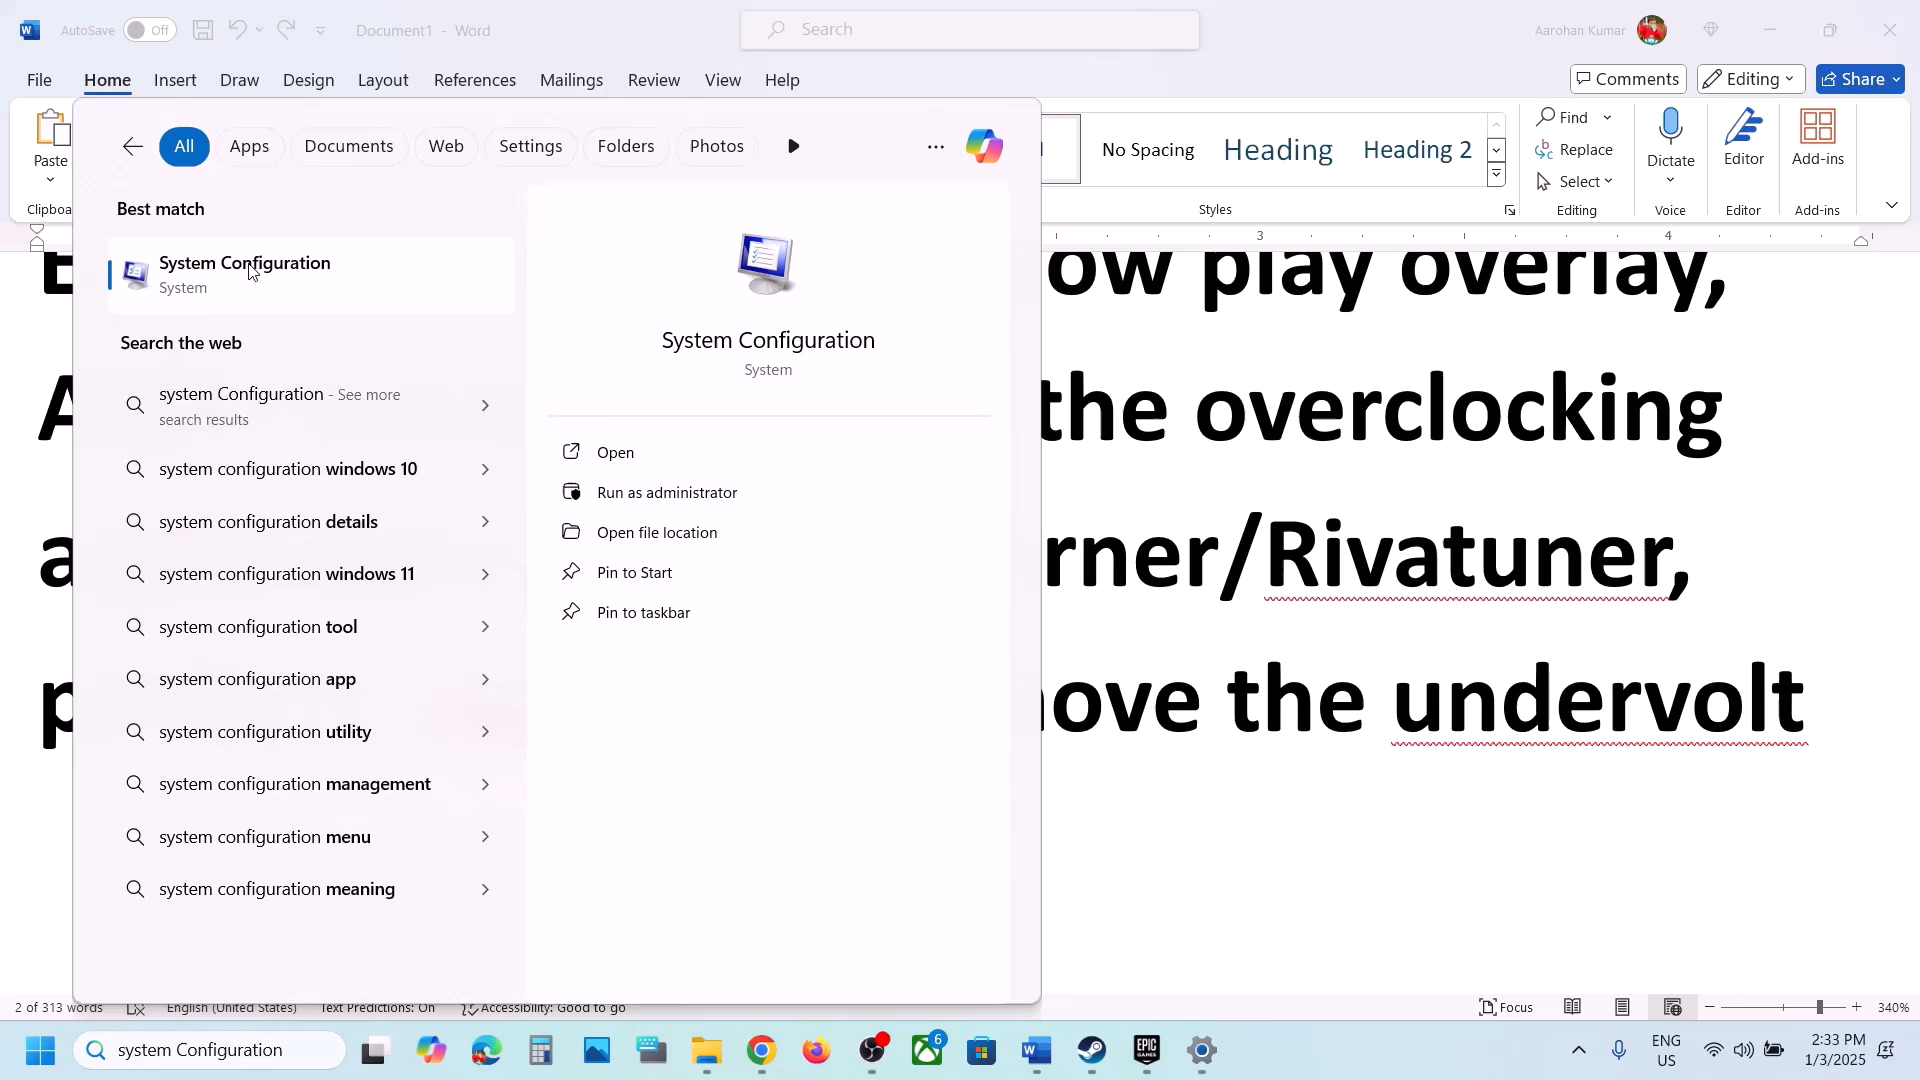 AutoSave Off
Document1 - Word
Search
Aarohan Kumar
File Home Insert Draw Design Layout References Mailings Review View Help
Comments Editing Share
Paste
Clipboa
No Spacing Heading Heading 2
Styles
Find
Replace
Select
Editing
Dictate
Voice
Editor
Editor
Add-ins
Add-ins
3 4
All Apps Documents Web Settings Folders Photos
Best match
System Configuration
System
Search the web
system Configuration - See more
search results
system configuration windows 10
system configuration details
system configuration windows 11
system configuration tool
system configuration app
system configuration utility
system configuration management
system configuration menu
system configuration meaning
System Configuration
System
Open
Run as administrator
Open file location
Pin to Start
Pin to taskbar
ow play overlay,
the overclocking
rner/Rivatuner,
ove the undervolt
2 of 313 words English (United States) Text Predictions: On Accessibility: Good to go
Focus 340%
system Configuration
6
EPIC GAMES
ENG
US
2:33 PM
1/3/2025